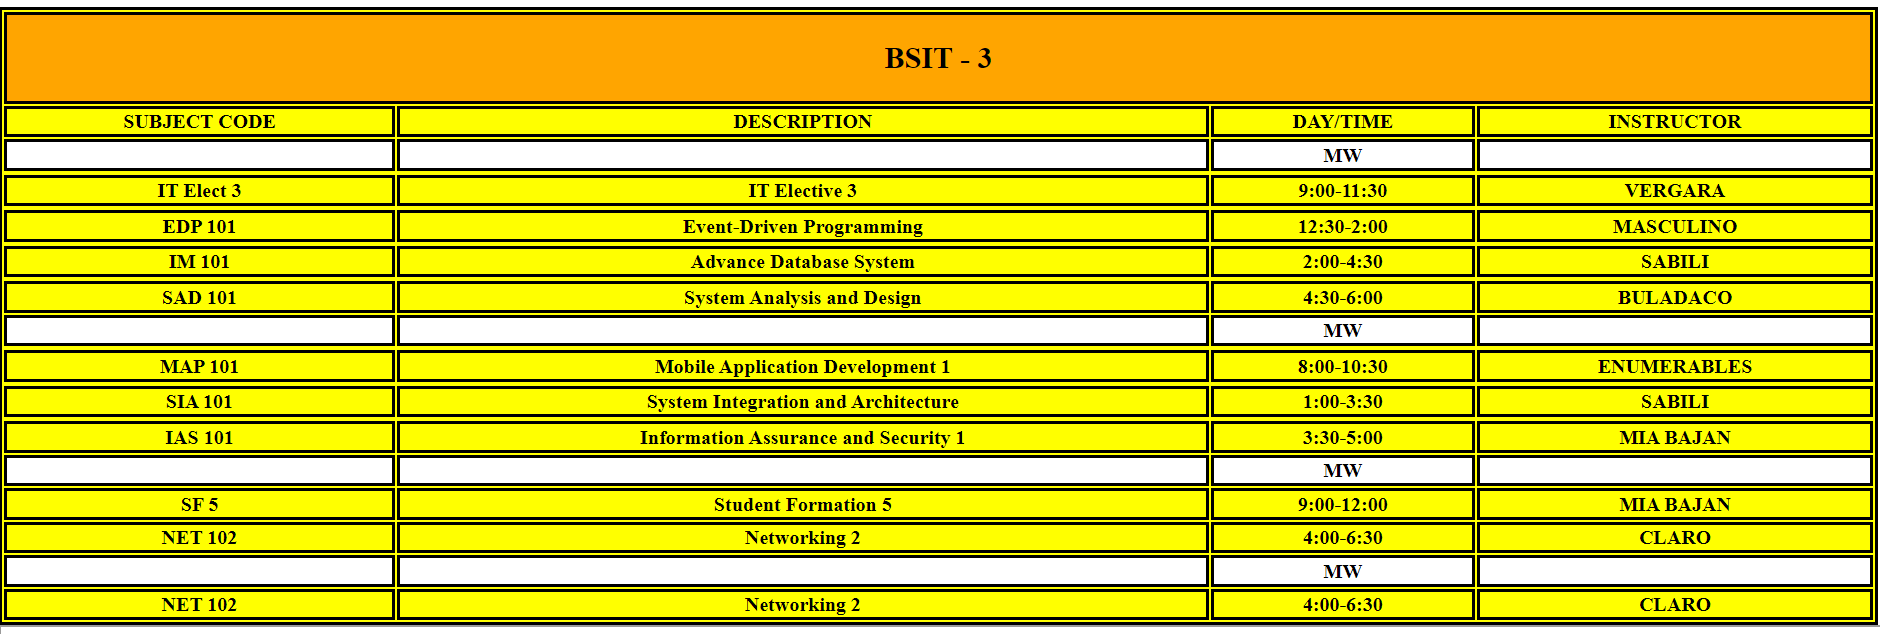 BSIT - 3
SUBJECT CODE DESCRIPTION DAY/TIME INSTRUCTOR
MW
IT Elect 3 IT Elective 3 9:00-11:30 VERGARA
EDP 101 Event-Driven Programming 12:30-2:00 MASCULINO
IM 101 Advance Database System 2:00-4:30 SABILI
SAD 101 System Analysis and Design 4:30-6:00 BULADACO
MW
MAP 101 Mobile Application Development 1 8:00-10:30 ENUMERABLES
SIA 101 System Integration and Architecture 1:00-3:30 SABILI
IAS 101 Information Assurance and Security 1 3:30-5:00 MIA BAJAN
MW
SF 5 Student Formation 5 9:00-12:00 MIA BAJAN
NET 102 Networking 2 4:00-6:30 CLARO
MW
NET 102 Networking 2 4:00-6:30 CLARO